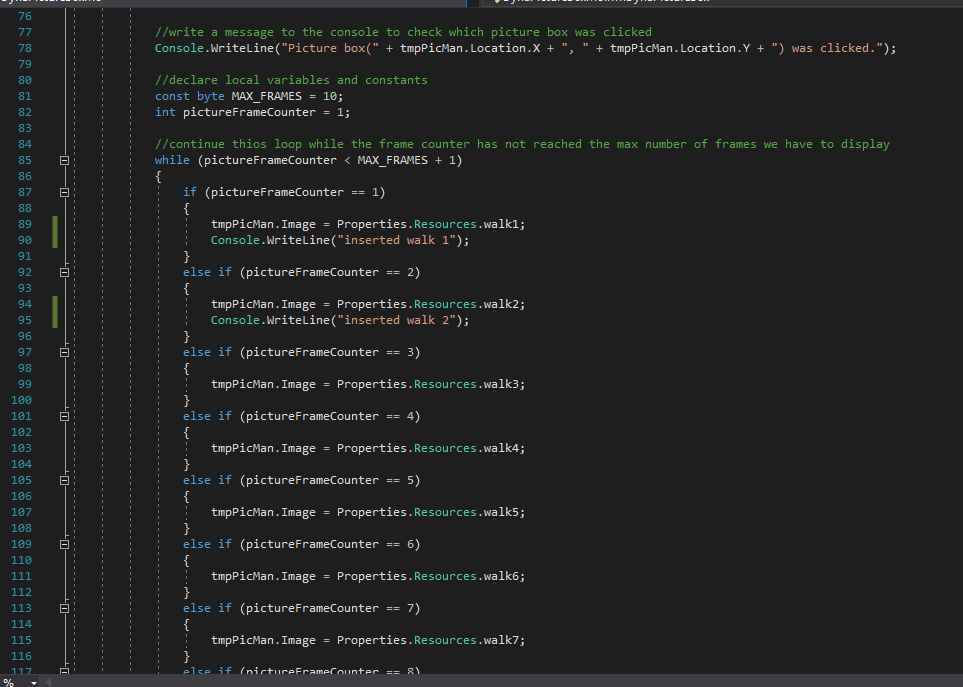 76
77 //write a message to the console to check which picture box was clicked
78 Console.WriteLine("Picture box(" + tmpPicMan.Location.X + ", " + tmpPicMan.Location.Y + ") was clicked.");
79
80 //declare local variables and constants
81 const byte MAX_FRAMES = 10;
82 int pictureFrameCounter = 1;
83
84 //continue thios loop while the frame counter has not reached the max number of frames we have to display
85 while (pictureFrameCounter < MAX_FRAMES + 1)
86 {
87 if (pictureFrameCounter == 1)
88 {
89 tmpPicMan.Image = Properties.Resources.walk1;
90 Console.WriteLine("inserted walk 1");
91 }
92 else if (pictureFrameCounter == 2)
93 {
94 tmpPicMan.Image = Properties.Resources.walk2;
95 Console.WriteLine("inserted walk 2");
96 }
97 else if (pictureFrameCounter == 3)
98 {
99 tmpPicMan.Image = Properties.Resources.walk3;
100 }
101 else if (pictureFrameCounter == 4)
102 {
103 tmpPicMan.Image = Properties.Resources.walk4;
104 }
105 else if (pictureFrameCounter == 5)
106 {
107 tmpPicMan.Image = Properties.Resources.walk5;
108 }
109 else if (pictureFrameCounter == 6)
110 {
111 tmpPicMan.Image = Properties.Resources.walk6;
112 }
113 else if (pictureFrameCounter == 7)
114 {
115 tmpPicMan.Image = Properties.Resources.walk7;
116 }
117 else if (pictureFrameCounter == 8)
%